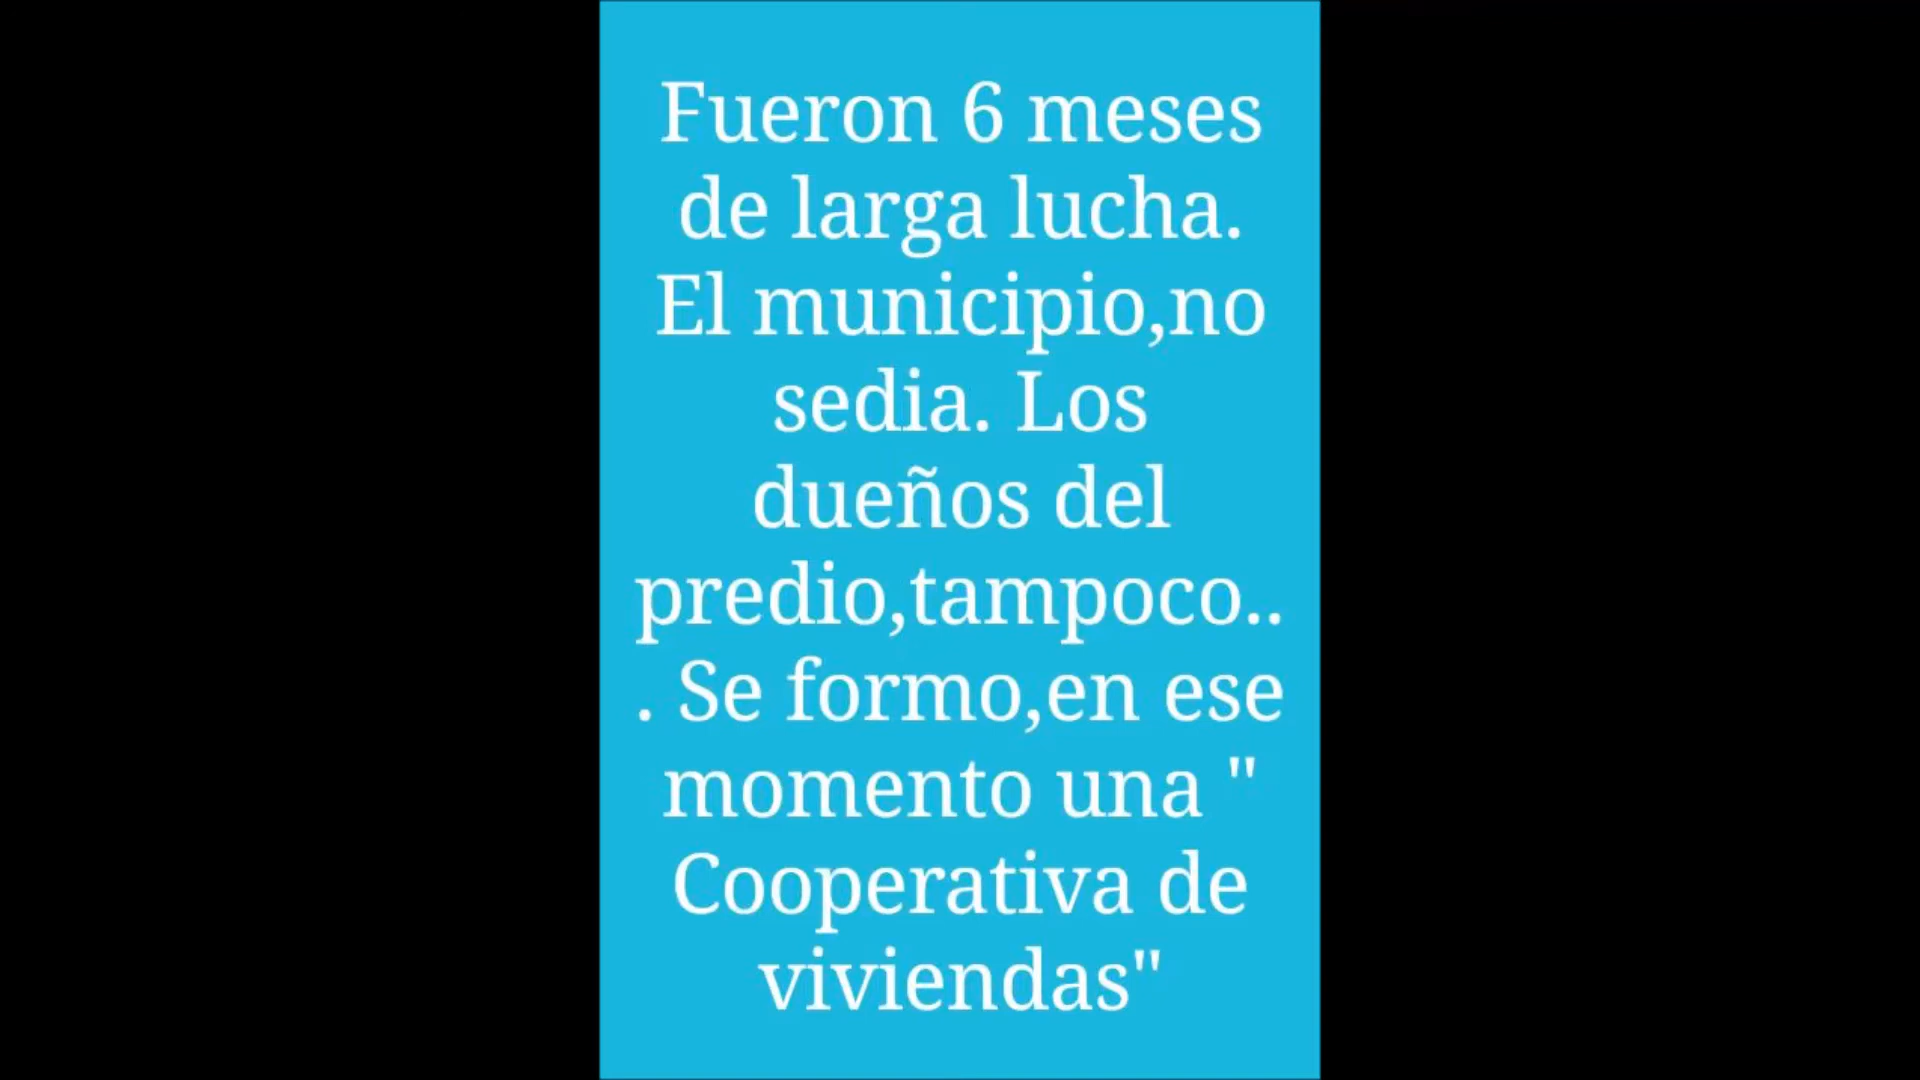 Fueron 6 meses
de larga lucha.
El municipio,no
sedia. Los
dueños del
predio,tampoco..
. Se formo,en ese
momento una "
Cooperativa de
viviendas"